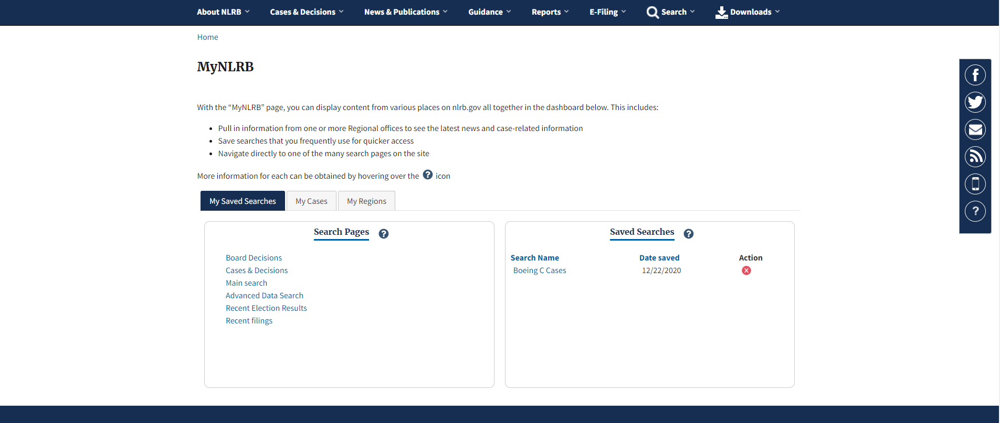 About NLRB Cases & Decisions News & Publications Guidance Reports E-Filing Search Downloads
Home
MyNLRB
With the “MyNLRB” page, you can display content from various places on nlrb.gov all together in the dashboard below. This includes:
• Pull in information from one or more Regional offices to see the latest news and case-related information
• Save searches that you frequently use for quicker access
• Navigate directly to one of the many search pages on the site
More information for each can be obtained by hovering over the ? icon
My Saved Searches My Cases My Regions
Search Pages ?
Board Decisions
Cases & Decisions
Main search
Advanced Data Search
Recent Election Results
Recent filings
Saved Searches ?
Search Name Date saved Action
Boeing C Cases 12/22/2020
f
?